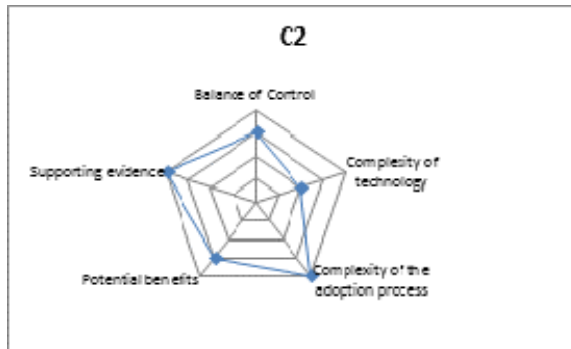 C2
Balance of Control
Complexity of
technology
Complexity of the
adoption process
Potential benefits
Supporting evidence